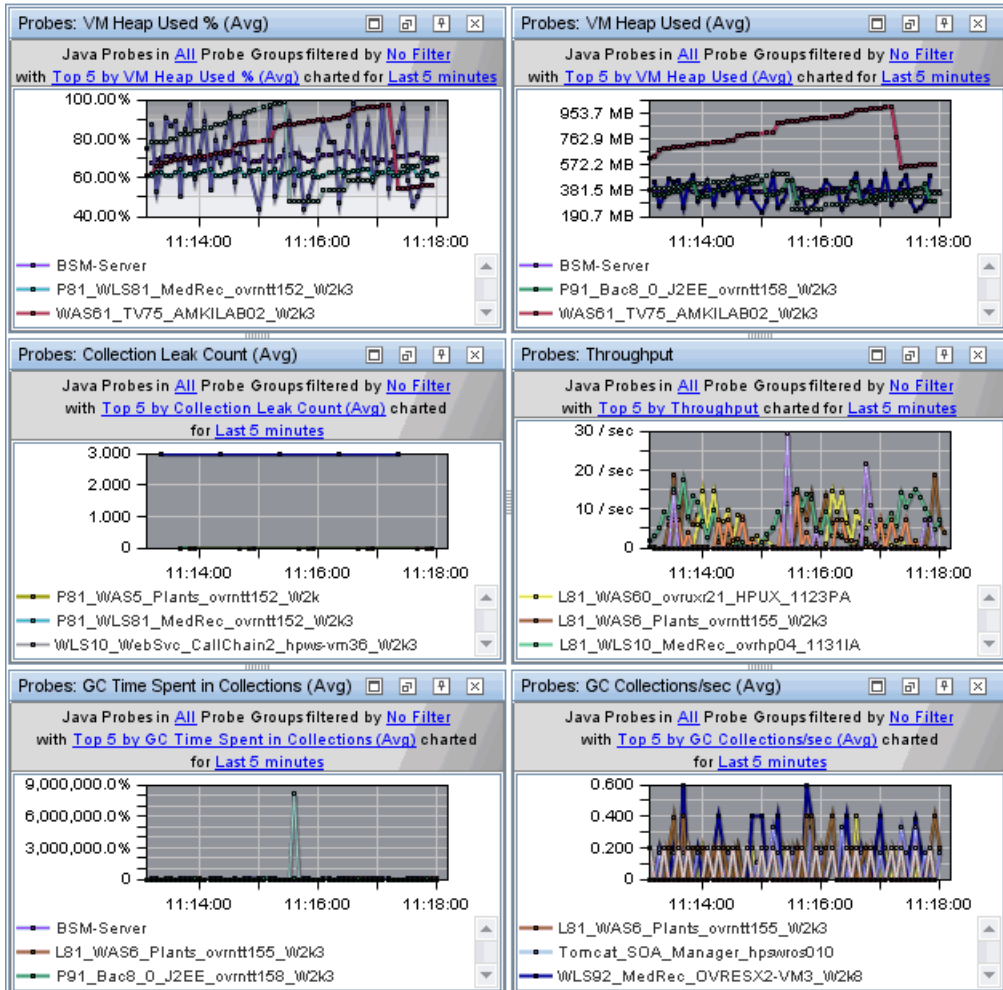 Probes: VM Heap Used % (Avg)
Java Probes in All Probe Groups filtered by No Filter
with Top 5 by VM Heap Used % (Avg) charted for Last 5 minutes
100.00%
80.00%
60.00%
40.00%
11:14:00 11:16:00 11:18:00
BSM-Server
P81_WLS81_MedRec_ovrntt152_W2k3
WAS61_TV75_AMKILAB02_W2k3
Probes: VM Heap Used (Avg)
Java Probes in All Probe Groups filtered by No Filter
with Top 5 by VM Heap Used (Avg) charted for Last 5 minutes
953.7 MB
762.9 MB
572.2 MB
381.5 MB
190.7 MB
11:14:00 11:16:00 11:18:00
BSM-Server
P91_Bac8_0_J2EE_ovrntt158_W2k3
WAS61_TV75_AMKILAB02_W2k3
Probes: Collection Leak Count (Avg)
Java Probes in All Probe Groups filtered by No Filter
with Top 5 by Collection Leak Count (Avg) charted
for Last 5 minutes
3.000
2.000
1.000
0
11:14:00 11:16:00 11:18:00
P81_WAS5_Plants_ovrntt152_W2k
P81_WLS81_MedRec_ovrntt152_W2k3
WLS10_WebSvc_CallChain2_hpws-vm36_W2k3
Probes: Throughput
Java Probes in All Probe Groups filtered by No Filter
with Top 5 by Throughput charted for Last 5 minutes
30 / sec
20 / sec
10 / sec
0
11:14:00 11:16:00 11:18:00
L81_WAS60_ovruxr21_HPUX_1123PA
L81_WAS6_Plants_ovrntt155_W2k3
L81_WLS10_MedRec_ovrhp04_1131IA
Probes: GC Time Spent in Collections (Avg)
Java Probes in All Probe Groups filtered by No Filter
with Top 5 by GC Time Spent in Collections (Avg) charted
for Last 5 minutes
9,000,000.0%
6,000,000.0%
3,000,000.0%
0
11:14:00 11:16:00 11:18:00
BSM-Server
L81_WAS6_Plants_ovrntt155_W2k3
P91_Bac8_0_J2EE_ovrntt158_W2k3
Probes: GC Collections/sec (Avg)
Java Probes in All Probe Groups filtered by No Filter
with Top 5 by GC Collections/sec (Avg) charted
for Last 5 minutes
0.600
0.400
0.200
0
11:14:00 11:16:00 11:18:00
L81_WAS6_Plants_ovrntt155_W2k3
Tomcat_SOA_Manager_hpswros010
WLS92_MedRec_OVRESX2-VM3_W2k8